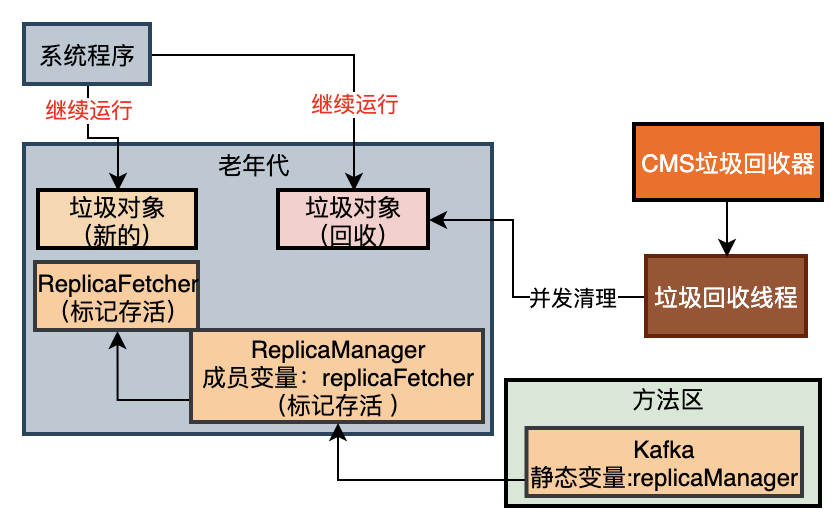 系统程序
继续运行
继续运行
老年代
CMS垃圾回收器
垃圾对象
（新的）
垃圾对象
（回收）
ReplicaFetcher
（标记存活）
并发清理
垃圾回收线程
ReplicaManager
成员变量：replicaFetcher
（标记存活 ）
方法区
Kafka
静态变量:replicaManager